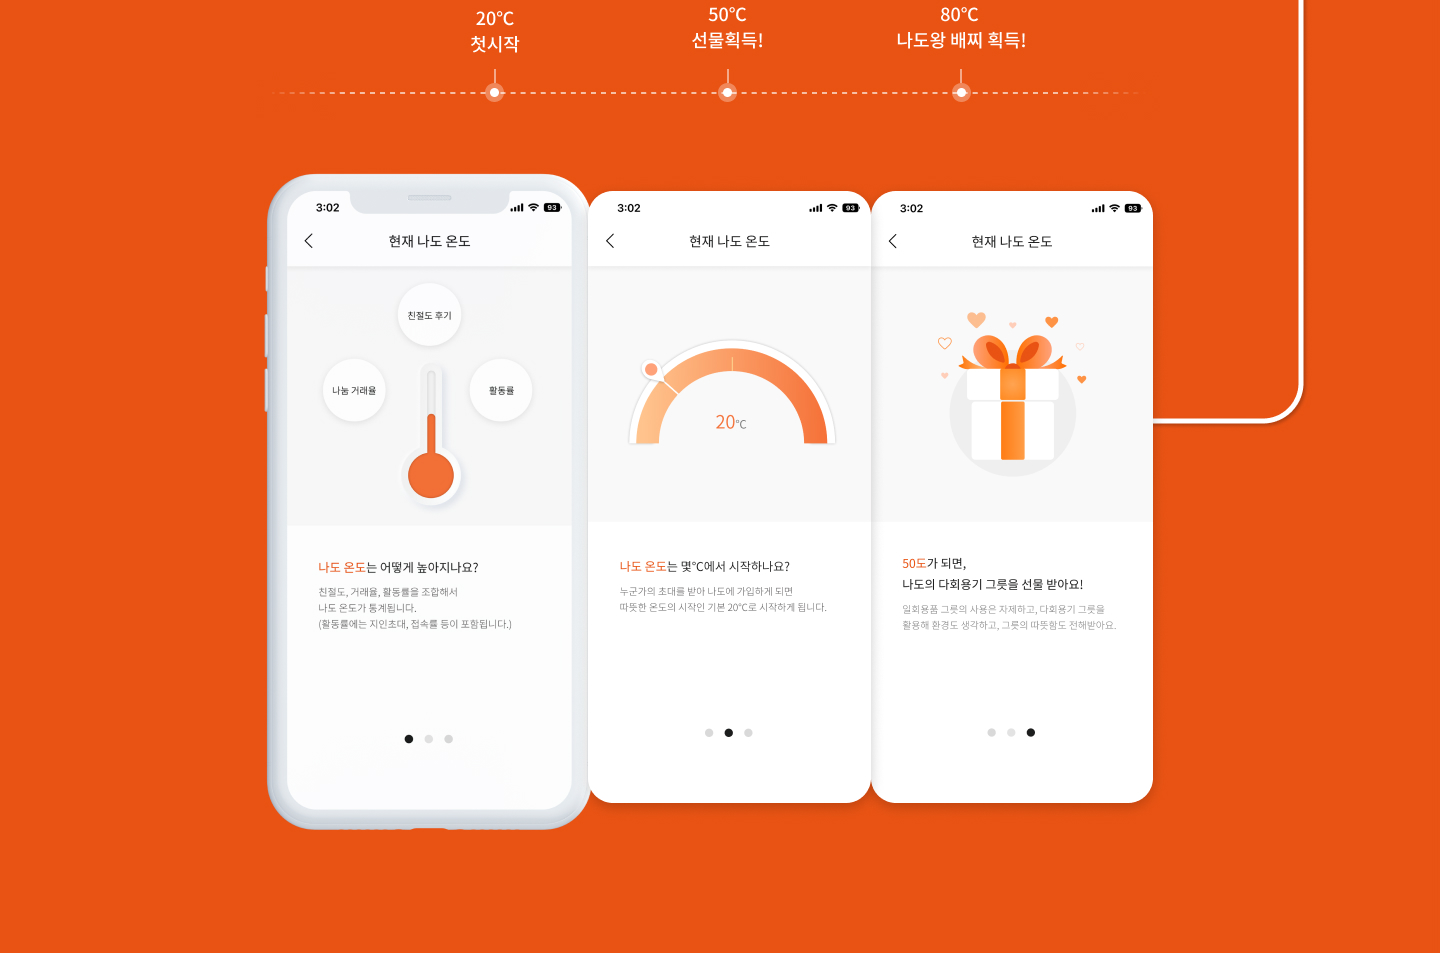 20°C
첫시작
50°C
선물획득!
80°C
나도왕 배찌 획득!
3:02
93
현재 나도 온도
친절도 후기
나눔 거래율
활동률
나도 온도는 어떻게 높아지나요?
친절도, 거래율, 활동률을 조합해서
나도 온도가 통계됩니다.
(활동률에는 지인초대, 접속률 등이 포함됩니다.)
3:02
93
현재 나도 온도
20°C
나도 온도는 몇°C에서 시작하나요?
누군가의 초대를 받아 나도에 가입하게 되면
따뜻한 온도의 시작인 기본 20°C로 시작하게 됩니다.
3:02
93
현재 나도 온도
50도가 되면,
나도의 다회용기 그릇을 선물 받아요!
일회용품 그릇의 사용은 자제하고, 다회용기 그릇을
활용해 환경도 생각하고, 그릇의 따뜻함도 전해받아요.